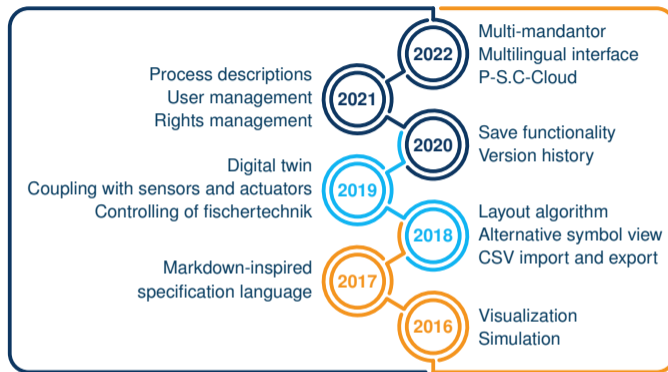 Multi-mandantor
Multilingual interface
P-S.C-Cloud
2022
Process descriptions
User management
Rights management
2021
2020
Save functionality
Version history
Digital twin
Coupling with sensors and actuators
Controlling of fischertechnik
2019
2018
Layout algorithm
Alternative symbol view
CSV import and export
Markdown-inspired
specification language
2017
2016
Visualization
Simulation